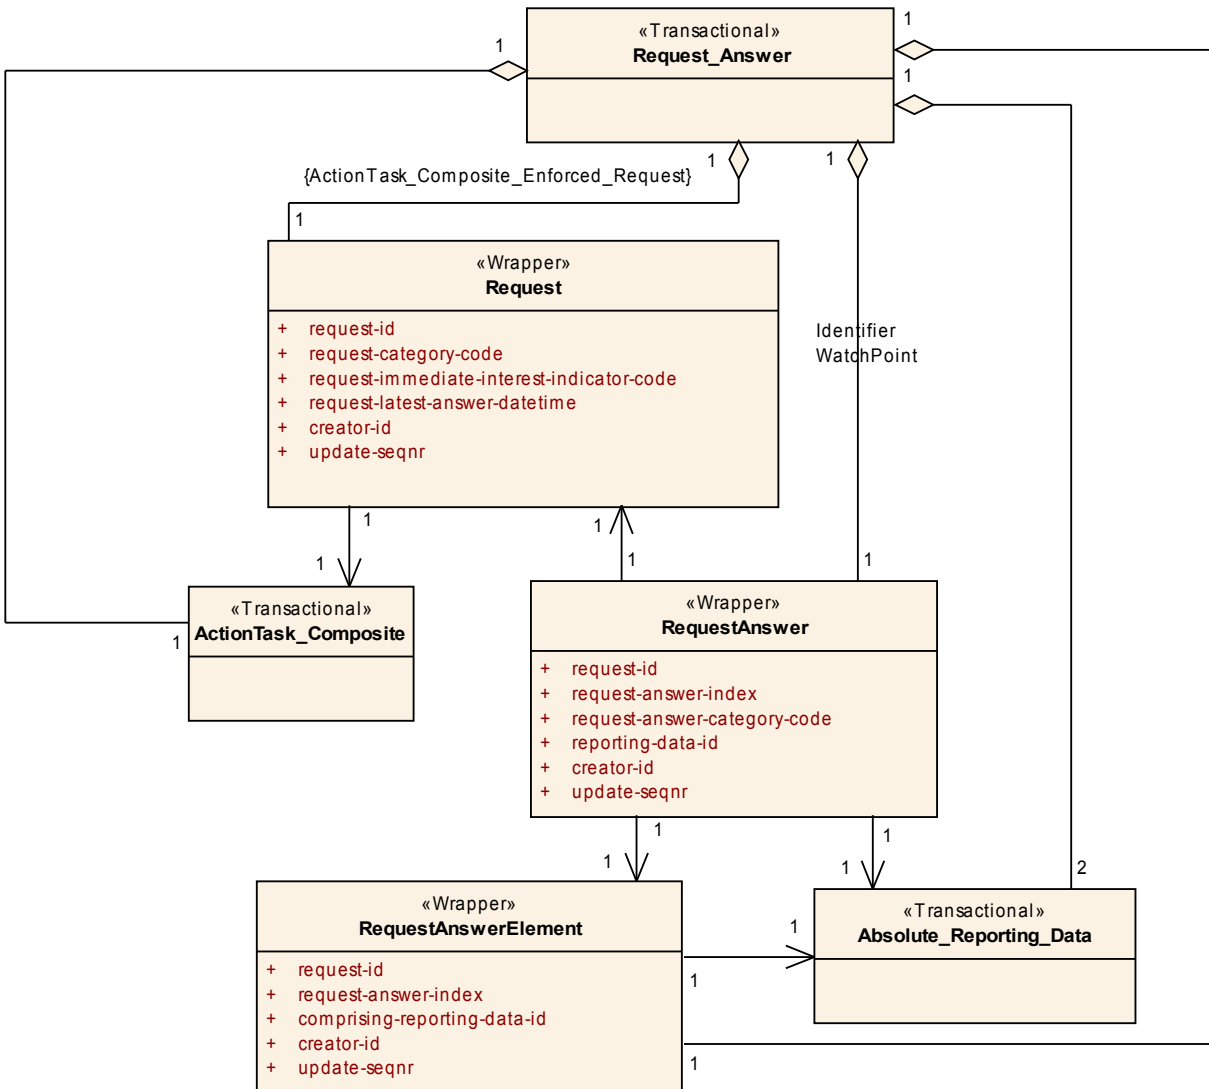 1
«Transactional»
Request_Answer
1
1
1
1
{ActionTask_Composite_Enforced_Request}
1
«Wrapper»
Request
+ request-id
+ request-category-code
+ request-immediate-interest-indicator-code
+ request-latest-answer-datetime
+ creator-id
+ update-seqnr
Identifier
WatchPoint
1
1
1
1
1
«Transactional»
ActionTask_Composite
1
«Wrapper»
RequestAnswer
+ request-id
+ request-answer-index
+ request-answer-category-code
+ reporting-data-id
+ creator-id
+ update-seqnr
1
1
1
1
2
«Wrapper»
RequestAnswerElement
+ request-id
+ request-answer-index
+ comprising-reporting-data-id
+ creator-id
+ update-seqnr
1
1
1
«Transactional»
Absolute_Reporting_Data